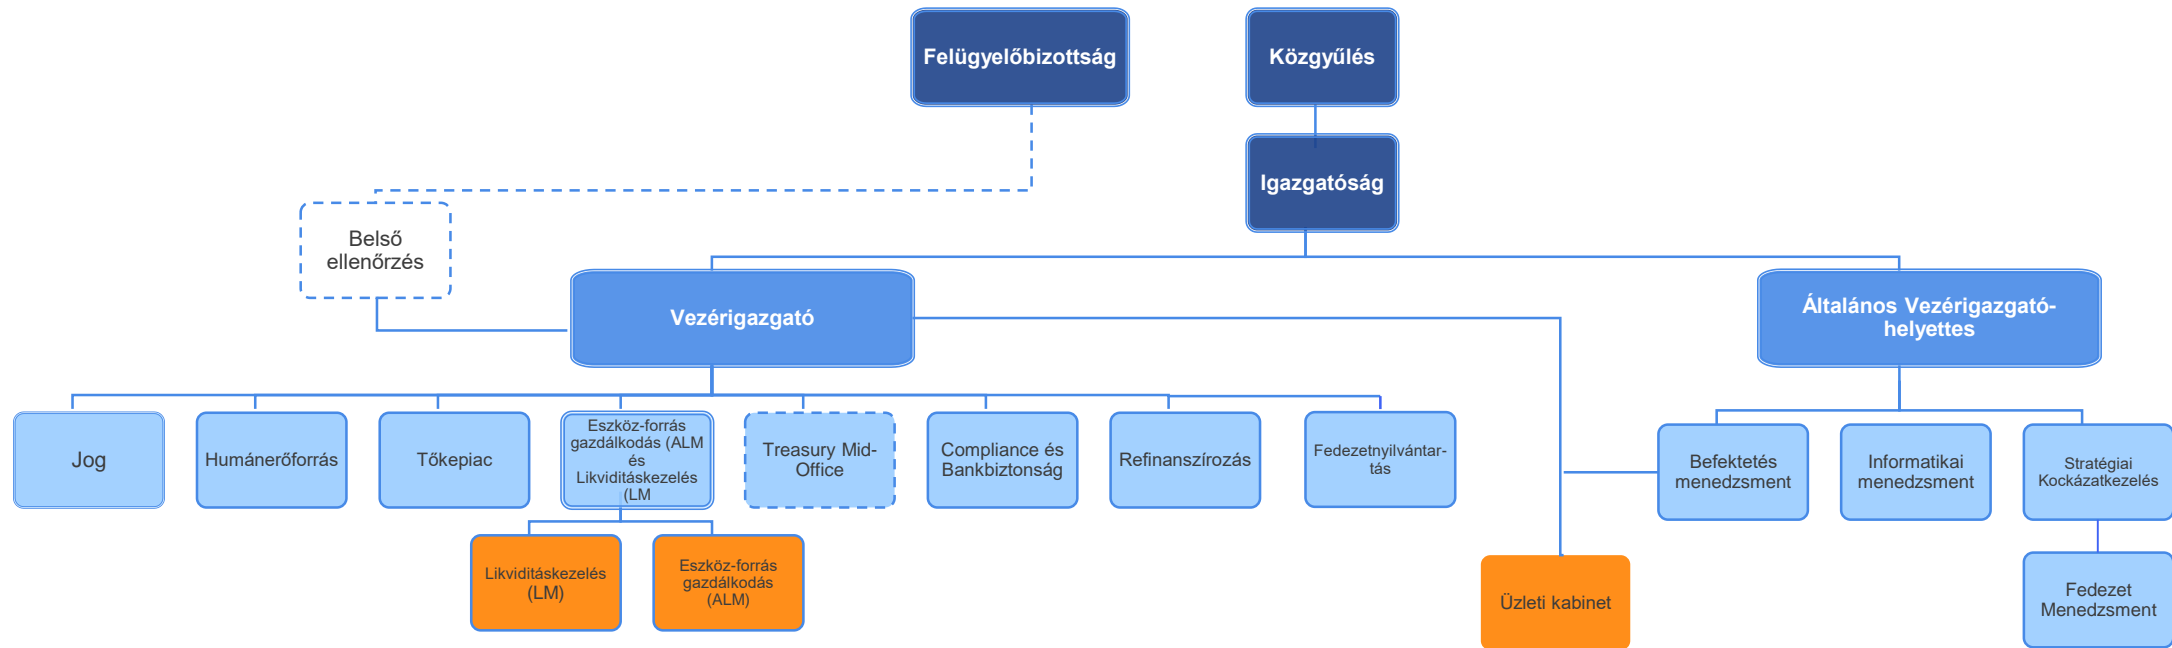 Felügyelőbizottság
Közgyűlés
Igazgatóság
Belső
ellenőrzés
Vezérigazgató
Általános Vezérigazgató-
helyettes
Jog
Humánerőforrás
Tőkepiac
Eszköz-forrás
gazdálkodás (ALM
és
Likviditáskezelés
(LM
Treasury Mid-
Office
Compliance és
Bankbiztonság
Refinanszírozás
Fedezetnyilvántar-
tás
Befektetés
menedzsment
Informatikai
menedzsment
Stratégiai
Kockázatkezelés
Likviditáskezelés
(LM)
Eszköz-forrás
gazdálkodás
(ALM)
Üzleti kabinet
Fedezet
Menedzsment